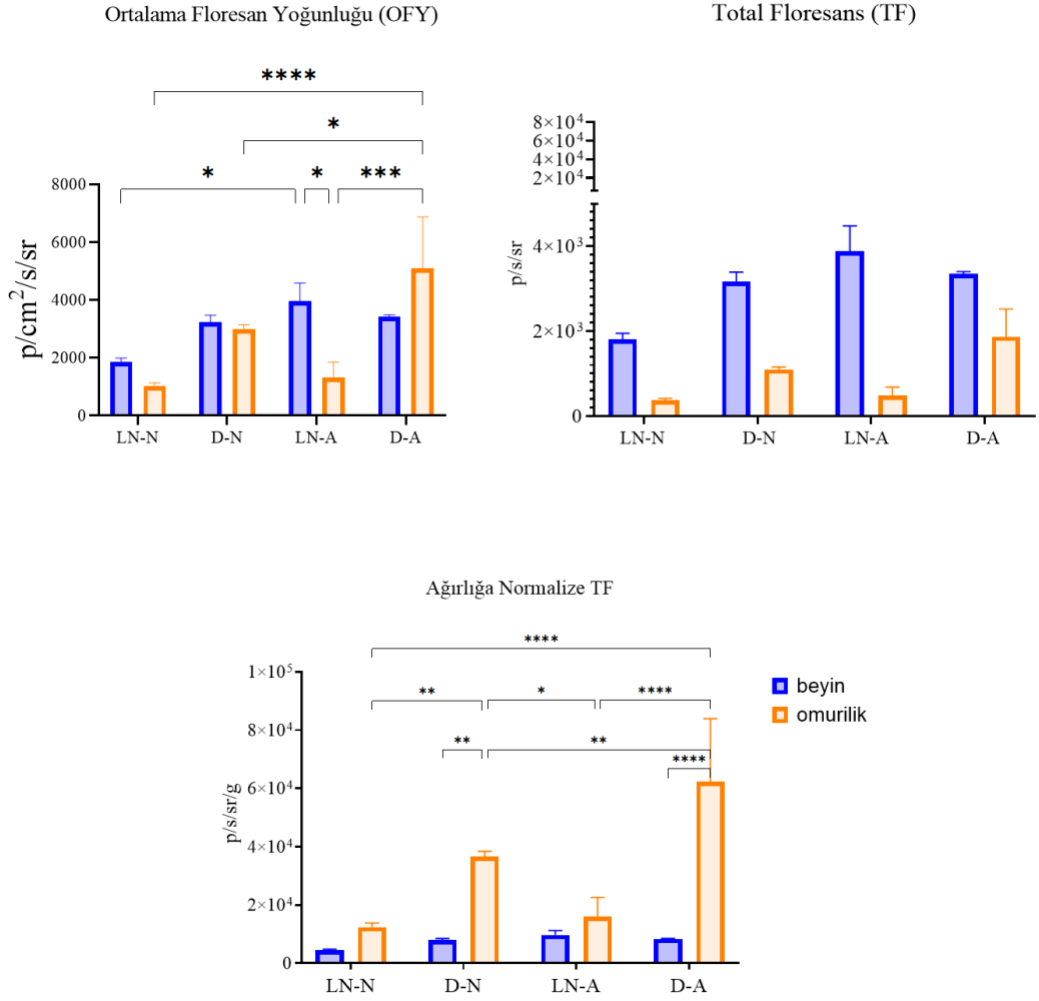 Ortalama Floresan Yoğunluğu (OFY)
****
*
* * ***
8000
6000
4000
2000
0
p/cm²/s/sr
LN-N D-N LN-A D-A
Total Floresans (TF)
8×10⁴
6×10⁴
4×10⁴
2×10⁴
4×10³
2×10³
0
p/s/sr
LN-N D-N LN-A D-A
Ağırlığa Normalize TF
****
** * ****
** **
****
1×10⁵
8×10⁴
6×10⁴
4×10⁴
2×10⁴
0
p/s/sr/g
LN-N D-N LN-A D-A
beyin
omurilik